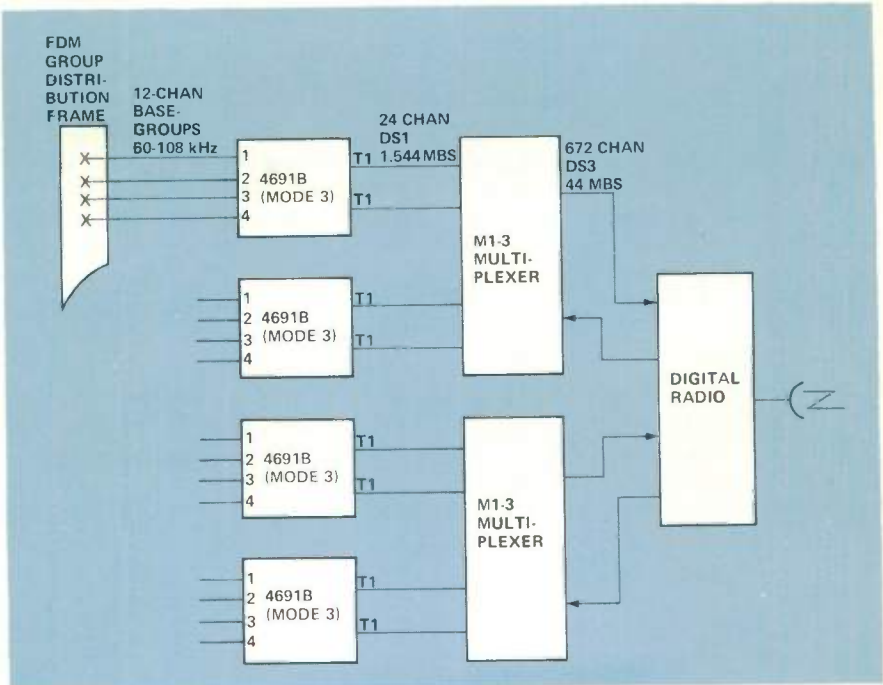 FDM
GROUP
DISTRI-
BUTION
FRAME
12-CHAN
BASE-
GROUPS
60-108 kHz
1
2
3
4
4691B
(MODE 3)
T1
T1
24 CHAN
DS1
1.544 MBS
M1-3
MULTI-
PLEXER
672 CHAN
DS3
44 MBS
1
2
3
4
4691B
(MODE 3)
T1
T1
DIGITAL
RADIO
1
2
3
4
4691B
(MODE 3)
T1
T1
M1-3
MULTI-
PLEXER
1
2
3
4
4691B
(MODE 3)
T1
T1